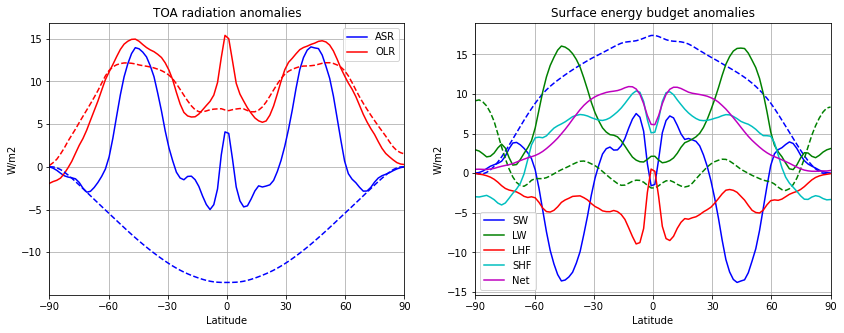 TOA radiation anomalies
W/m2
15
10
5
0
−5
−10
−90
−60
−30
0
30
60
90
Latitude
ASR
OLR
Surface energy budget anomalies
W/m2
15
10
5
0
−5
−10
−15
−90
−60
−30
0
30
60
90
Latitude
SW
LW
LHF
SHF
Net